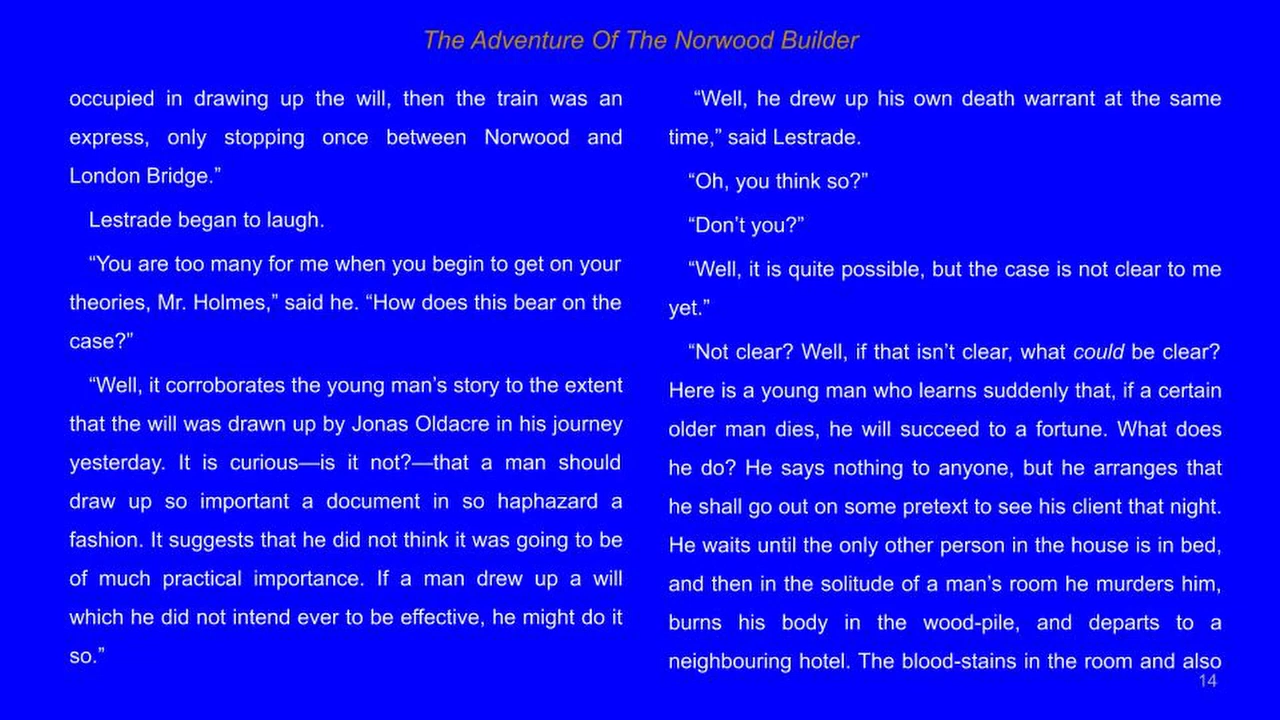 The Adventure Of The Norwood Builder
occupied in drawing up the will, then the train was an
express, only stopping once between Norwood and
London Bridge.”
Lestrade began to laugh.
“You are too many for me when you begin to get on your
theories, Mr. Holmes,” said he. “How does this bear on the
case?”
“Well, it corroborates the young man’s story to the extent
that the will was drawn up by Jonas Oldacre in his journey
yesterday. It is curious—is it not?—that a man should
draw up so important a document in so haphazard a
fashion. It suggests that he did not think it was going to be
of much practical importance. If a man drew up a will
which he did not intend ever to be effective, he might do it
so.”
“Well, he drew up his own death warrant at the same
time,” said Lestrade.
“Oh, you think so?”
“Don’t you?”
“Well, it is quite possible, but the case is not clear to me
yet.”
“Not clear? Well, if that isn’t clear, what could be clear?
Here is a young man who learns suddenly that, if a certain
older man dies, he will succeed to a fortune. What does
he do? He says nothing to anyone, but he arranges that
he shall go out on some pretext to see his client that night.
He waits until the only other person in the house is in bed,
and then in the solitude of a man’s room he murders him,
burns his body in the wood-pile, and departs to a
neighbouring hotel. The blood-stains in the room and also
14